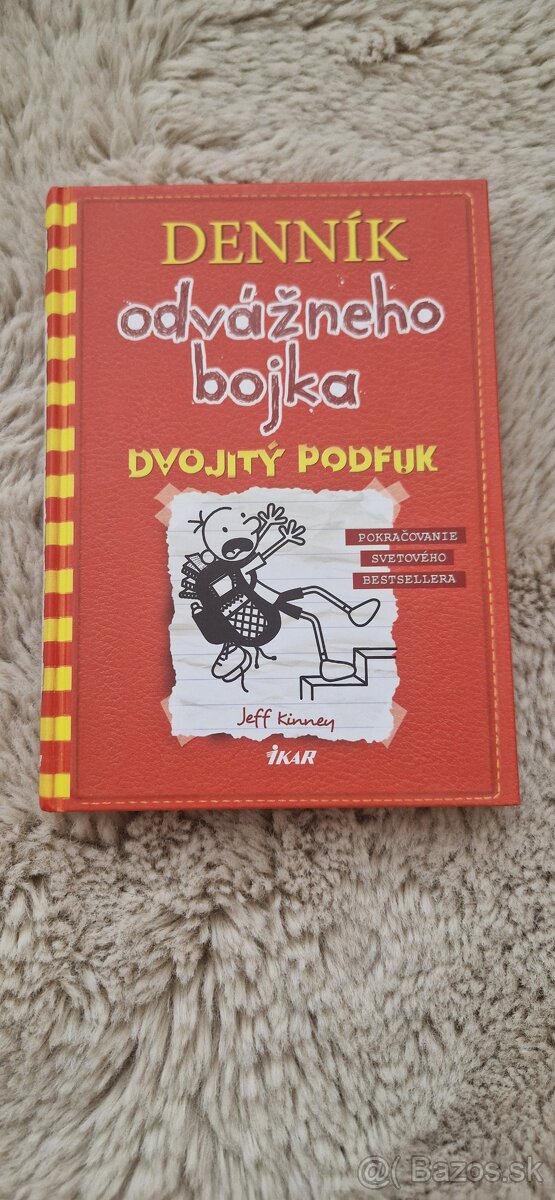 DENNÍK
odvážneho
bojka
DVOJITÝ PODFUK
POKRAČOVANIE
SVETOVÉHO
BESTSELLERA
Jeff Kinney
IKAR
@( Bazos.sk